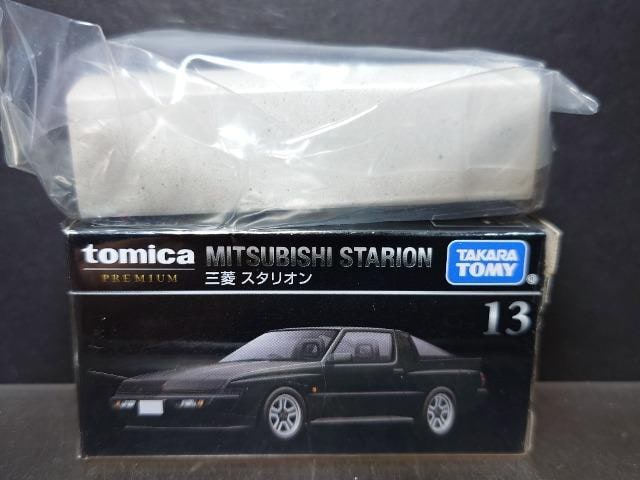 tomica
PREMIUM
MITSUBISHI STARION
三菱 スタリオン
TAKARA
TOMY
13